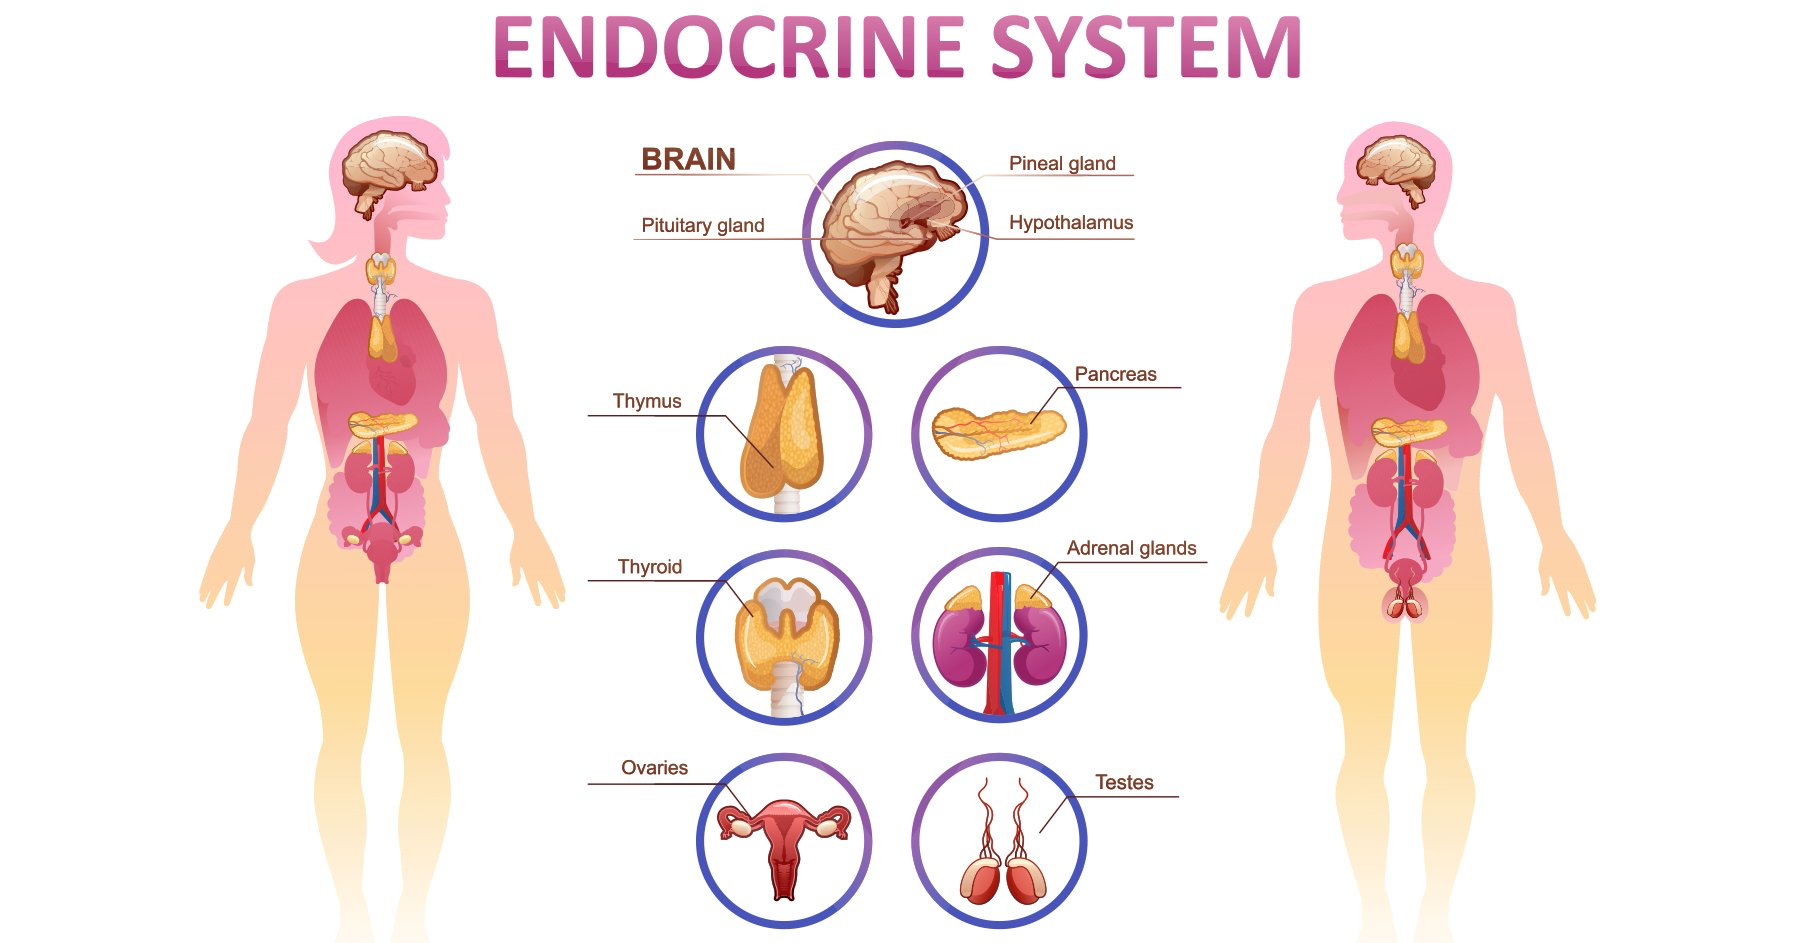 ENDOCRINE SYSTEM
BRAIN
Pineal gland
Pituitary gland
Hypothalamus
Thymus
Pancreas
Thyroid
Adrenal glands
Ovaries
Testes